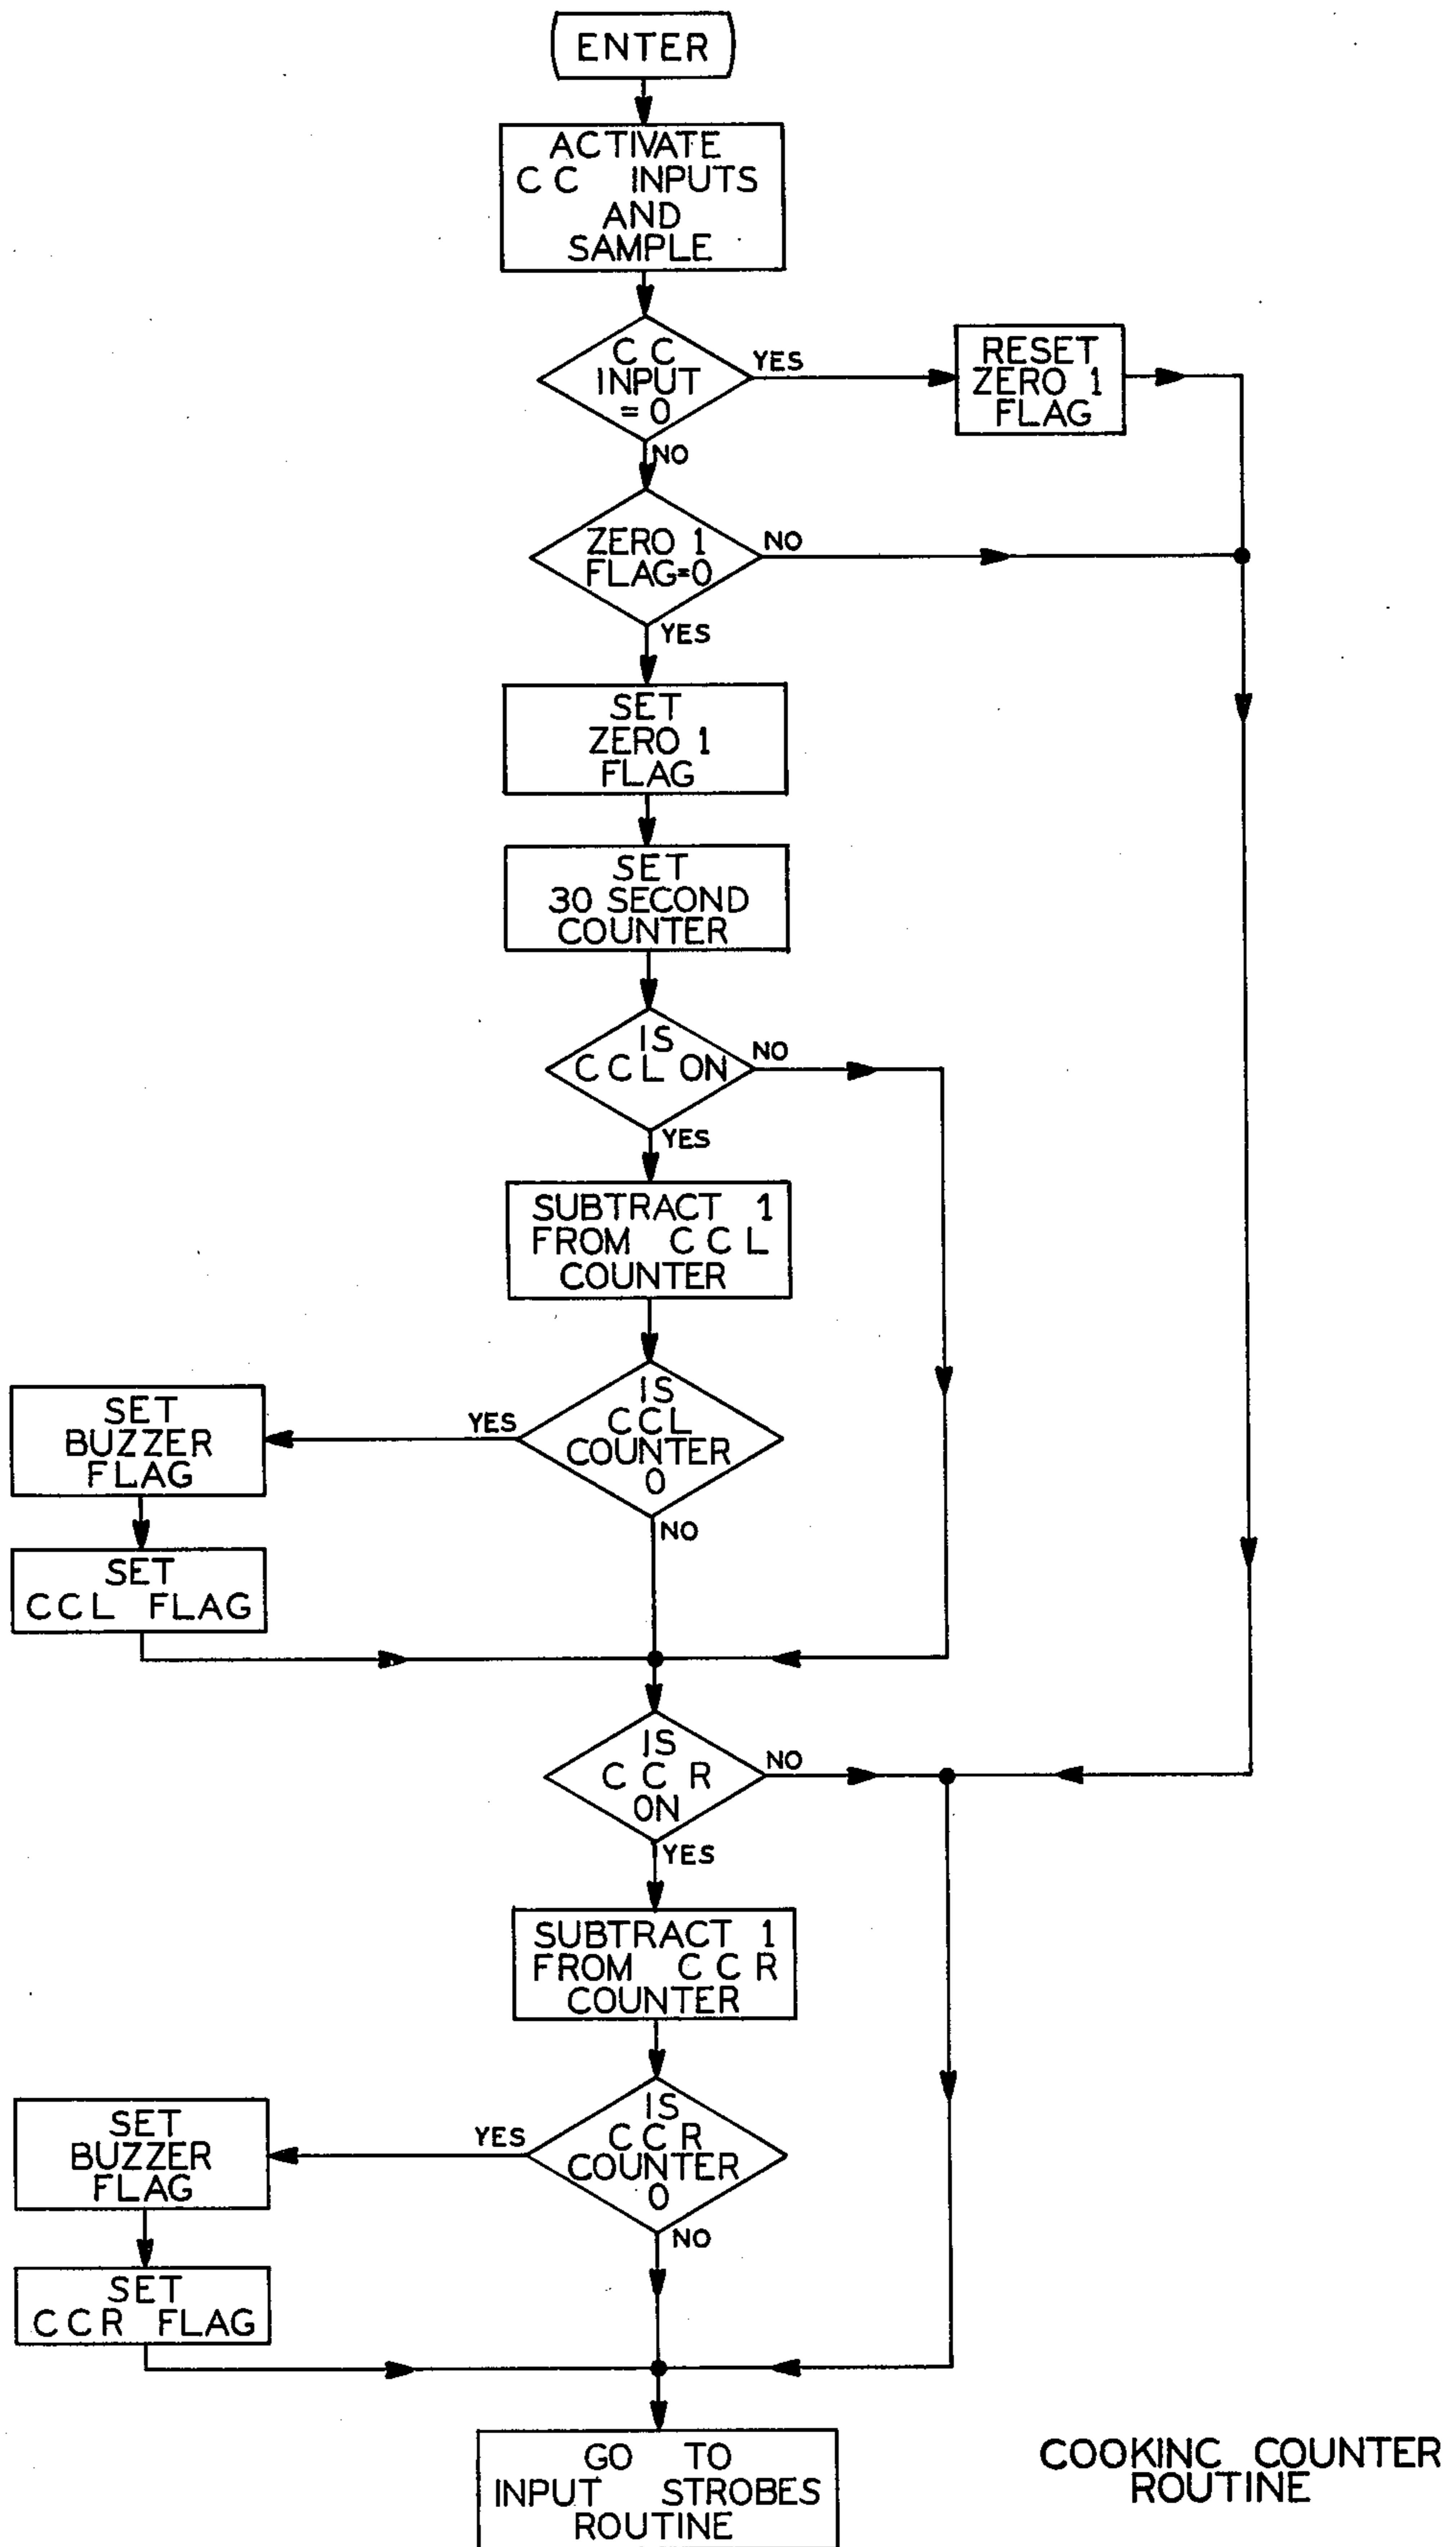 ENTER
ACTIVATE
C C INPUTS
AND
SAMPLE
C C
INPUT
= 0
YES
RESET
ZERO 1
FLAG
NO
ZERO 1
FLAG=0
NO
YES
SET
ZERO 1
FLAG
SET
30 SECOND
COUNTER
IS
C C L ON
NO
YES
SUBTRACT 1
FROM C C L
COUNTER
IS
CCL
COUNTER
0
YES
SET
BUZZER
FLAG
NO
SET
CCL FLAG
IS
C C R
ON
NO
YES
SUBTRACT 1
FROM C C R
COUNTER
IS
C C R
COUNTER
0
YES
SET
BUZZER
FLAG
NO
SET
CCR FLAG
GO TO
INPUT STROBES
ROUTINE
COOKINC COUNTER
ROUTINE